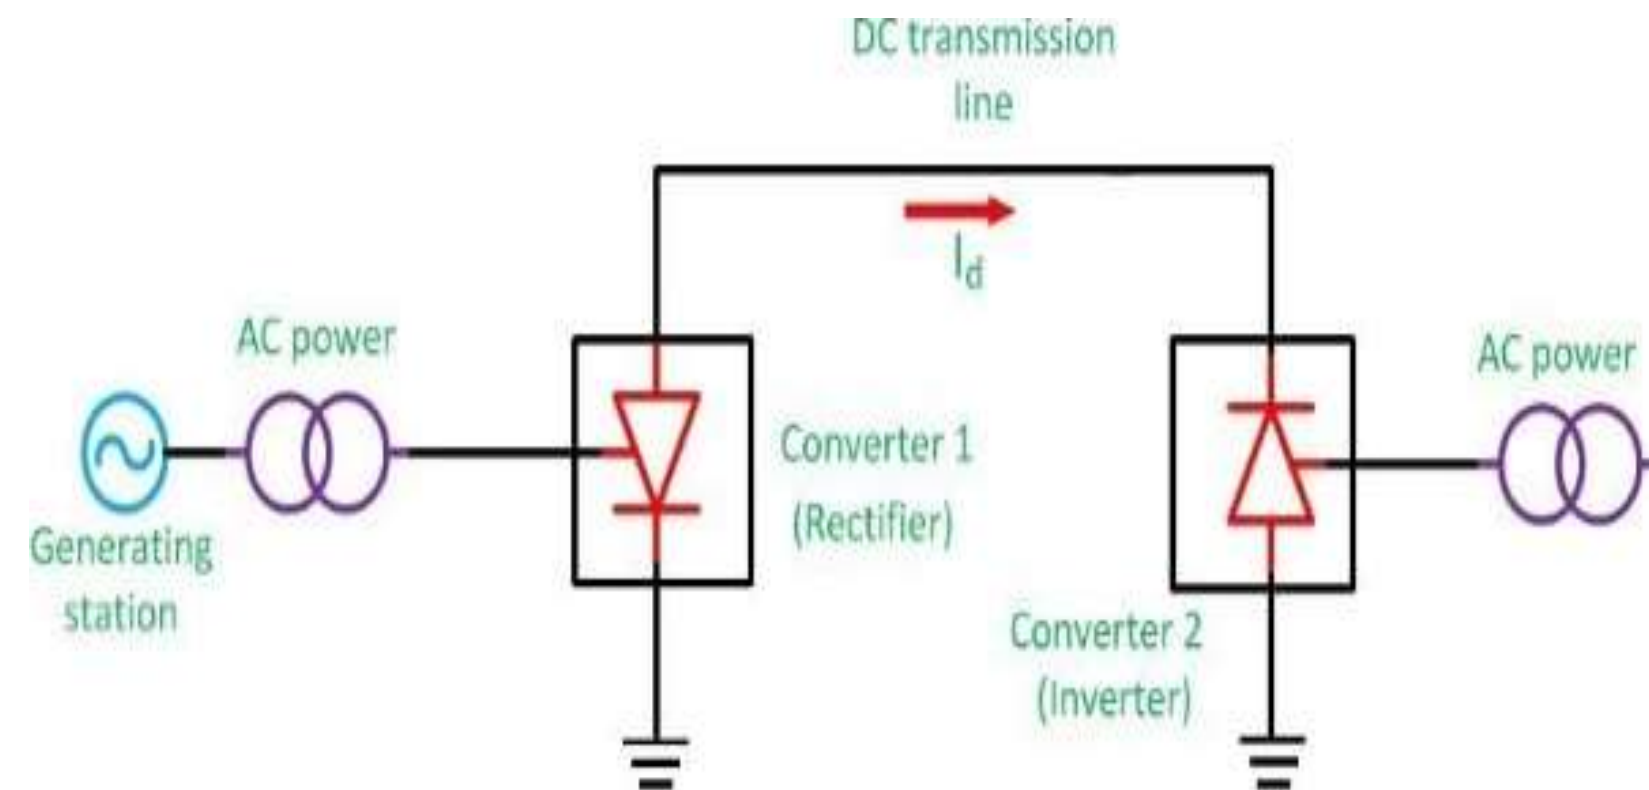 DC transmission
line
I_d
AC power
AC power
Converter 1
(Rectifier)
Generating
station
Converter 2
(Inverter)